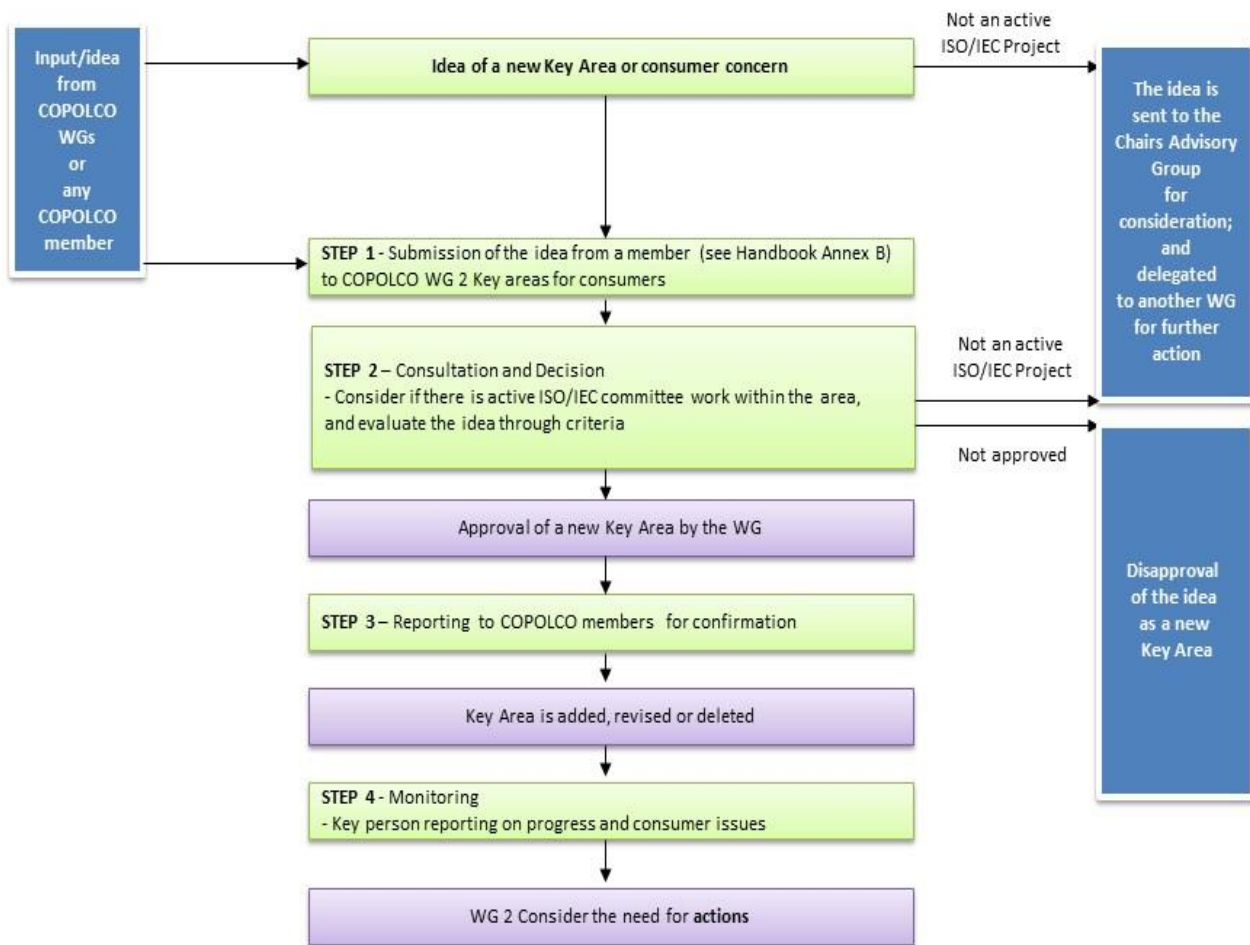 Not an active
ISO/IEC Project
Input/idea
from
COPOLCO
WGs
or
any
COPOLCO
member
Idea of a new Key Area or consumer concern
The idea is
sent to the
Chairs Advisory
Group
for
consideration;
and
delegated
to another WG
for further
action
STEP 1 - Submission of the idea from a member (see Handbook Annex B)
to COPOLCO WG 2 Key areas for consumers
STEP 2 – Consultation and Decision
- Consider if there is active ISO/IEC committee work within the area,
and evaluate the idea through criteria
Not an active
ISO/IEC Project
Not approved
Approval of a new Key Area by the WG
Disapproval
of the idea
as a new
Key Area
STEP 3 – Reporting to COPOLCO members for confirmation
Key Area is added, revised or deleted
STEP 4 - Monitoring
- Key person reporting on progress and consumer issues
WG 2 Consider the need for actions